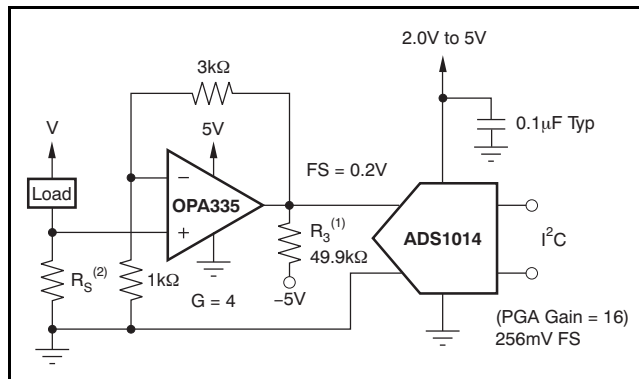 2.0V to 5V
3kΩ
0.1μF Typ
V
5V
FS = 0.2V
Load
−
OPA335
+
R3(1)
49.9kΩ
ADS1014
I2C
RS(2)
1kΩ
G = 4
−5V
(PGA Gain = 16)
256mV FS